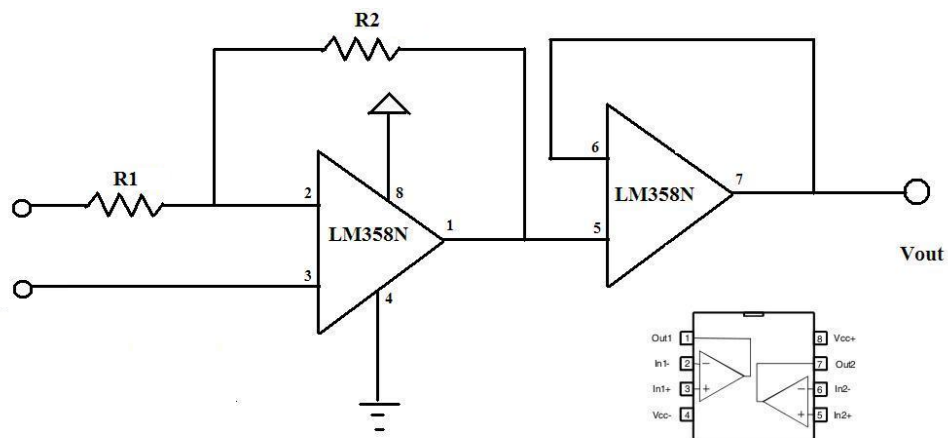 R2
R1
2
8
LM358N
1
3
4
6
LM358N
7
5
Vout
Out1 1
8 Vcc+
In1- 2
7 Out2
In1+ 3
6 In2-
Vcc- 4
5 In2+